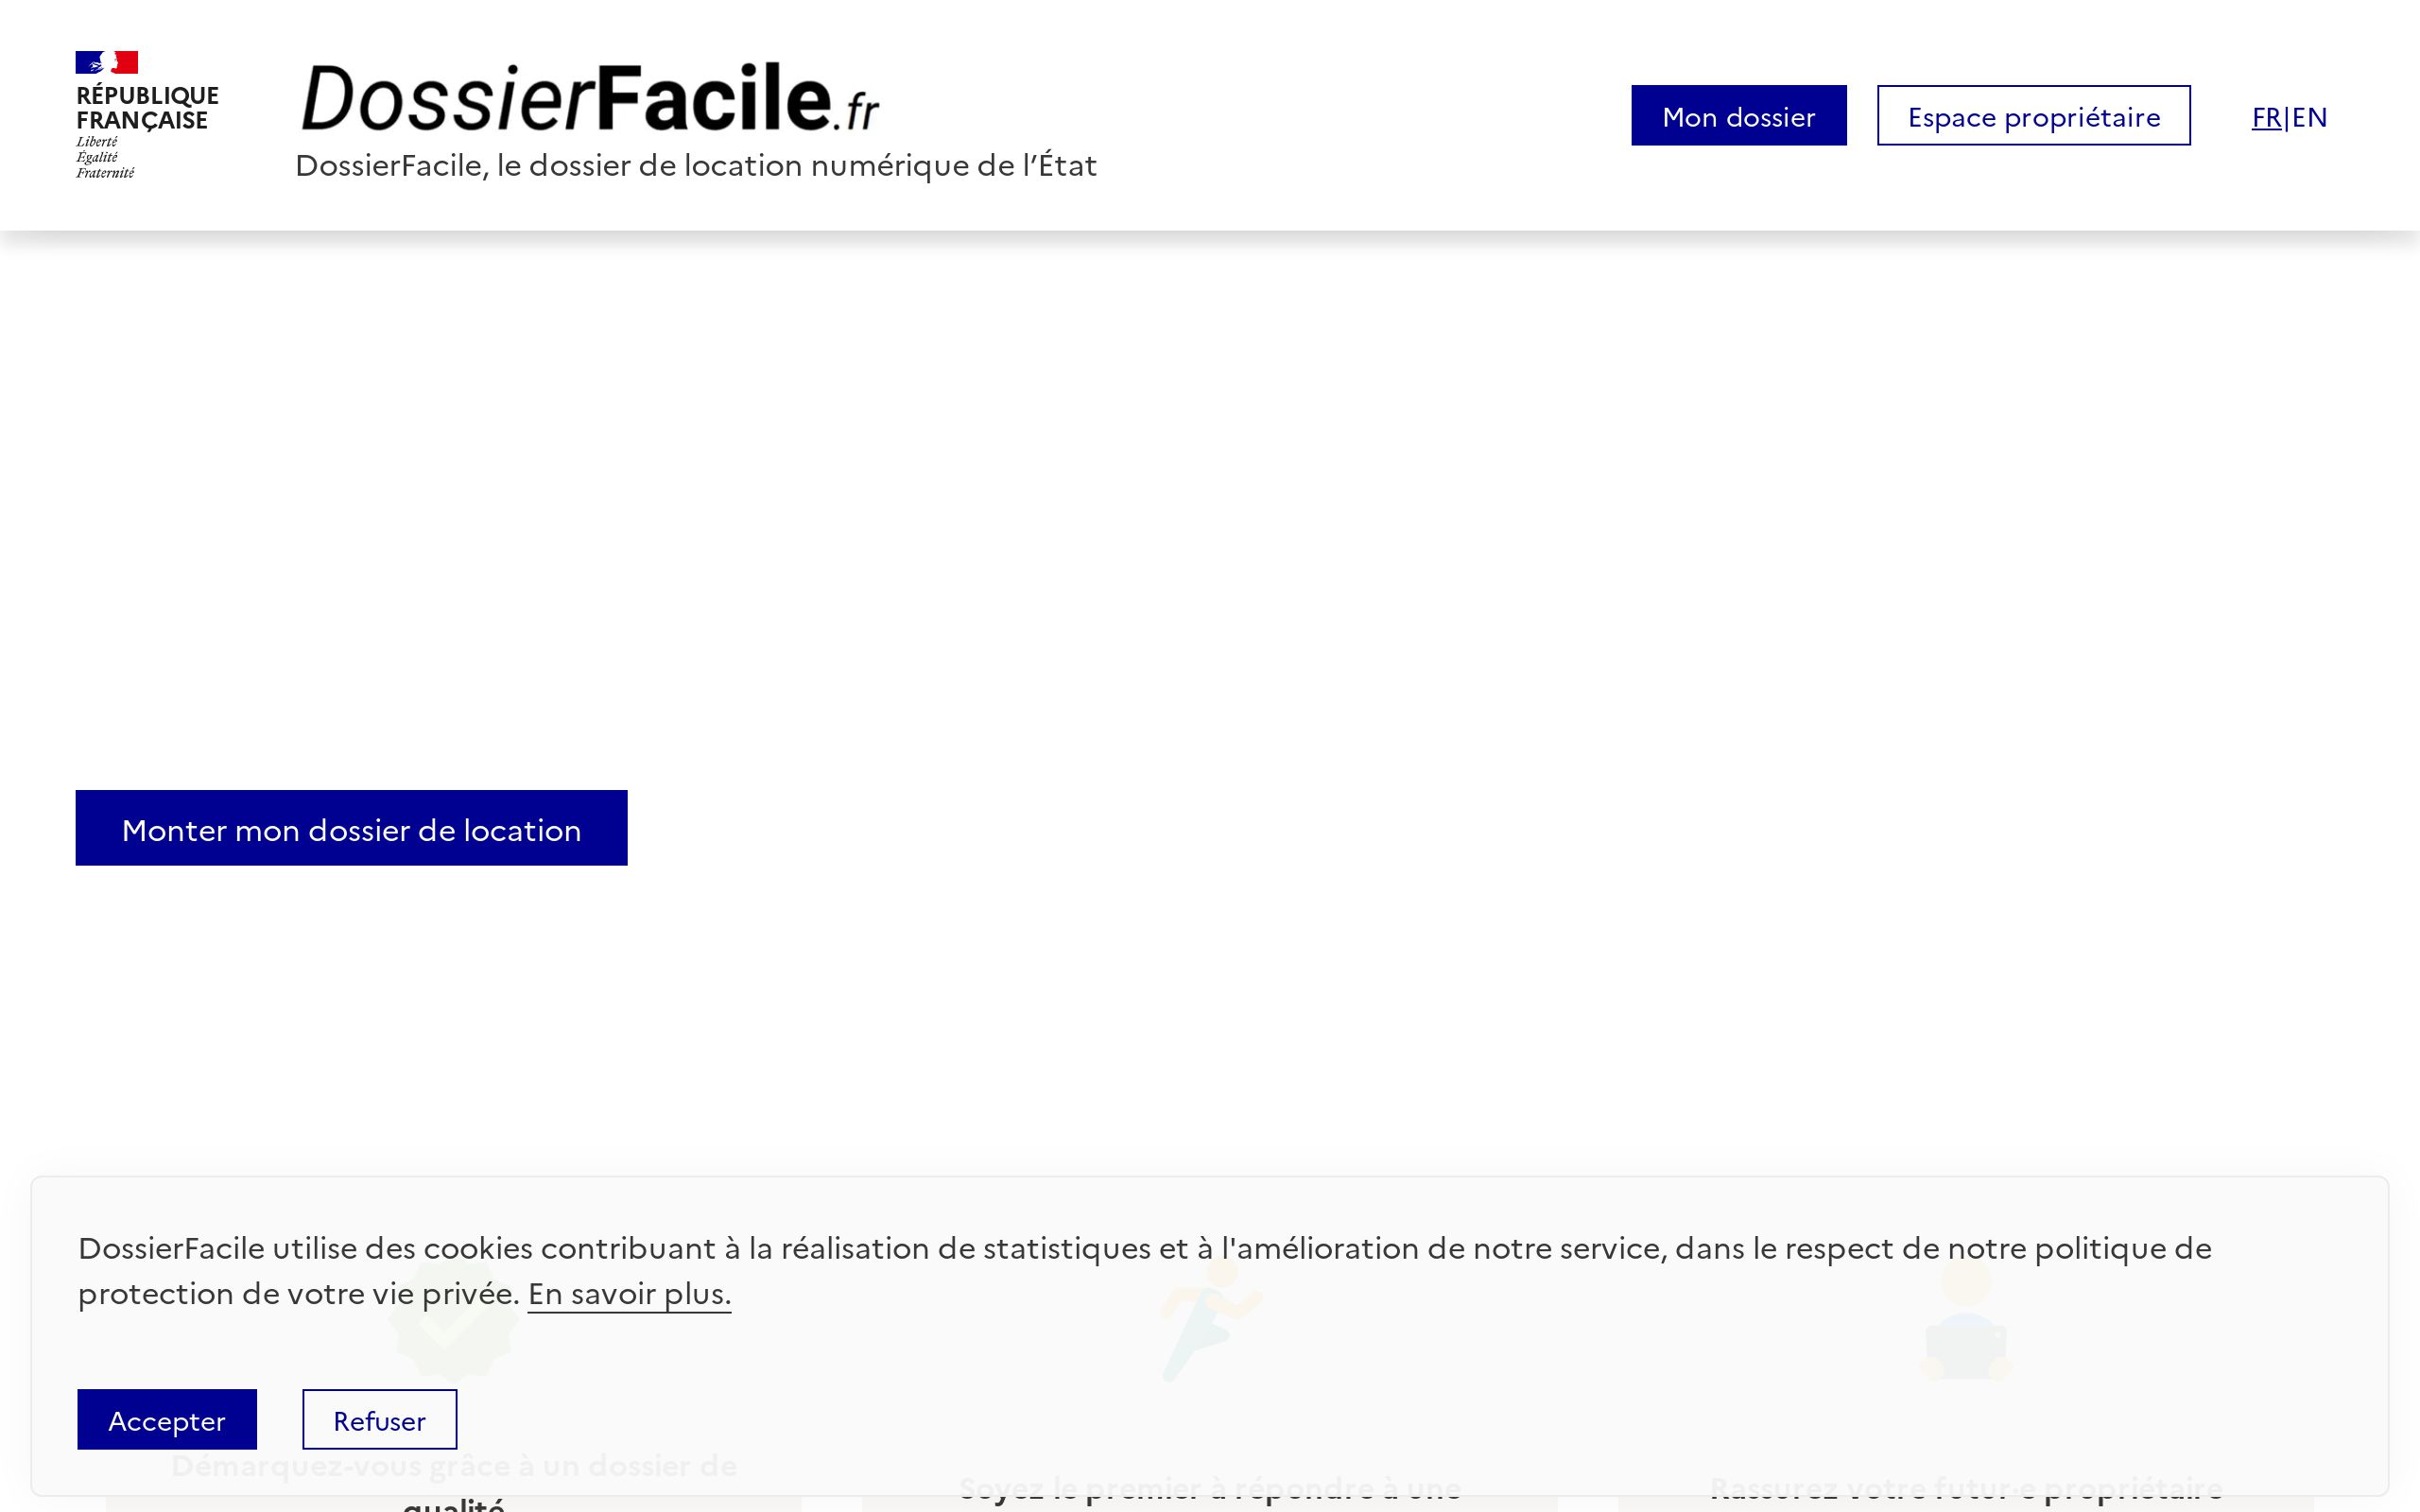 RÉPUBLIQUE
FRANÇAISE
Liberté
Égalité
Fraternité
DossierFacile.fr
DossierFacile, le dossier de location numérique de l’État
Mon dossier
Espace propriétaire
FR|EN
Monter mon dossier de location
DossierFacile utilise des cookies contribuant à la réalisation de statistiques et à l'amélioration de notre service, dans le respect de notre politique de
protection de votre vie privée. En savoir plus.
Accepter
Refuser
Démarquez-vous grâce à un dossier de
qualité
Soyez le premier à répondre à une
Rassurez votre futur·e propriétaire